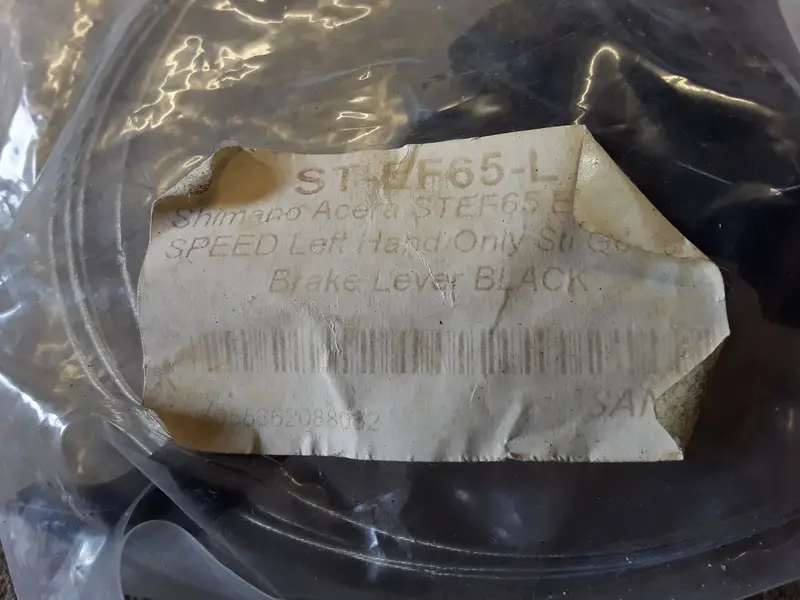 ST-EF65-L
Shimano Acera STEF65
SPEED Left Hand Only
Brake Lever BLACK